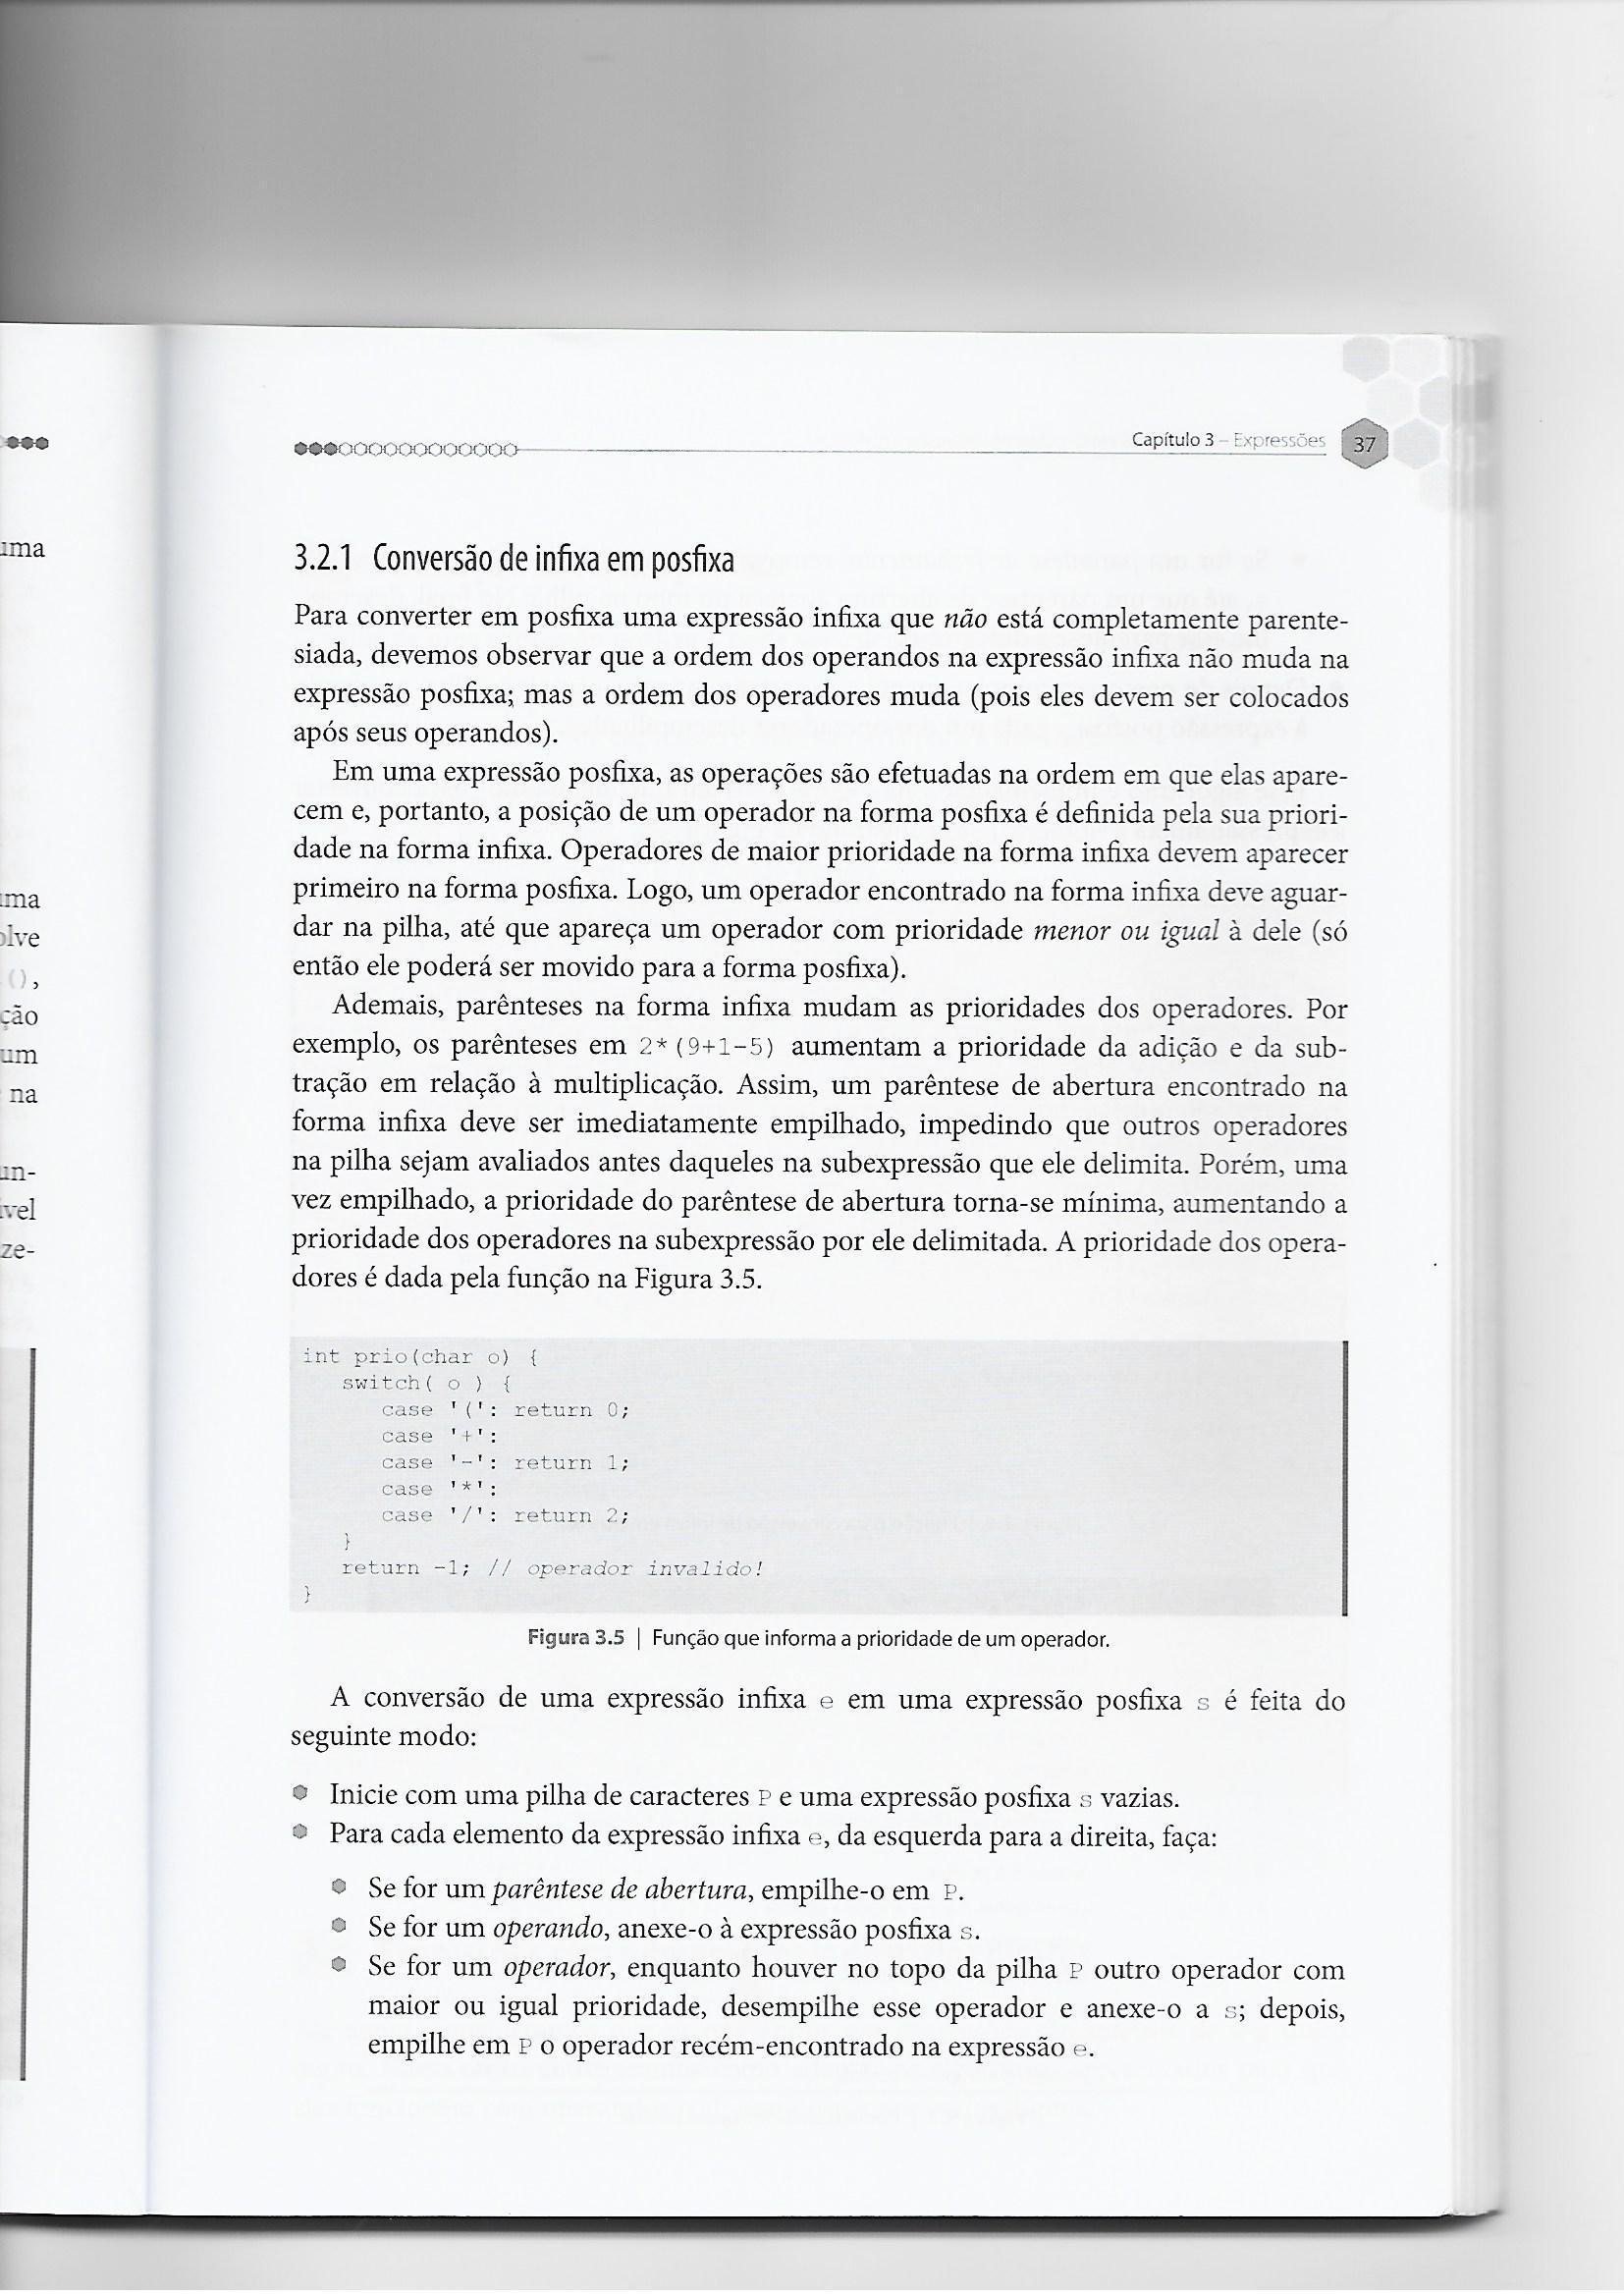 uma
ma
olve
(),
ção
um
na
un-
ível
ze-
Capítulo 3 – Expressões 37
3.2.1 Conversão de infixa em posfixa
Para converter em posfixa uma expressão infixa que não está completamente parente-
siada, devemos observar que a ordem dos operandos na expressão infixa não muda na
expressão posfixa; mas a ordem dos operadores muda (pois eles devem ser colocados
após seus operandos).
Em uma expressão posfixa, as operações são efetuadas na ordem em que elas apare-
cem e, portanto, a posição de um operador na forma posfixa é definida pela sua priori-
dade na forma infixa. Operadores de maior prioridade na forma infixa devem aparecer
primeiro na forma posfixa. Logo, um operador encontrado na forma infixa deve aguar-
dar na pilha, até que apareça um operador com prioridade menor ou igual à dele (só
então ele poderá ser movido para a forma posfixa).
Ademais, parênteses na forma infixa mudam as prioridades dos operadores. Por
exemplo, os parênteses em 2*(9+1-5) aumentam a prioridade da adição e da sub-
tração em relação à multiplicação. Assim, um parêntese de abertura encontrado na
forma infixa deve ser imediatamente empilhado, impedindo que outros operadores
na pilha sejam avaliados antes daqueles na subexpressão que ele delimita. Porém, uma
vez empilhado, a prioridade do parêntese de abertura torna-se mínima, aumentando a
prioridade dos operadores na subexpressão por ele delimitada. A prioridade dos opera-
dores é dada pela função na Figura 3.5.
int prio(char o) {
switch( o ) {
case '(': return 0;
case '+':
case '-': return 1;
case '*':
case '/': return 2;
}
return -1; // operador invalido!
}
Figura 3.5 | Função que informa a prioridade de um operador.
A conversão de uma expressão infixa e em uma expressão posfixa s é feita do
seguinte modo:
Inicie com uma pilha de caracteres P e uma expressão posfixa s vazias.
Para cada elemento da expressão infixa e, da esquerda para a direita, faça:
Se for um parêntese de abertura, empilhe-o em P.
Se for um operando, anexe-o à expressão posfixa s.
Se for um operador, enquanto houver no topo da pilha P outro operador com
maior ou igual prioridade, desempilhe esse operador e anexe-o a s; depois,
empilhe em P o operador recém-encontrado na expressão e.